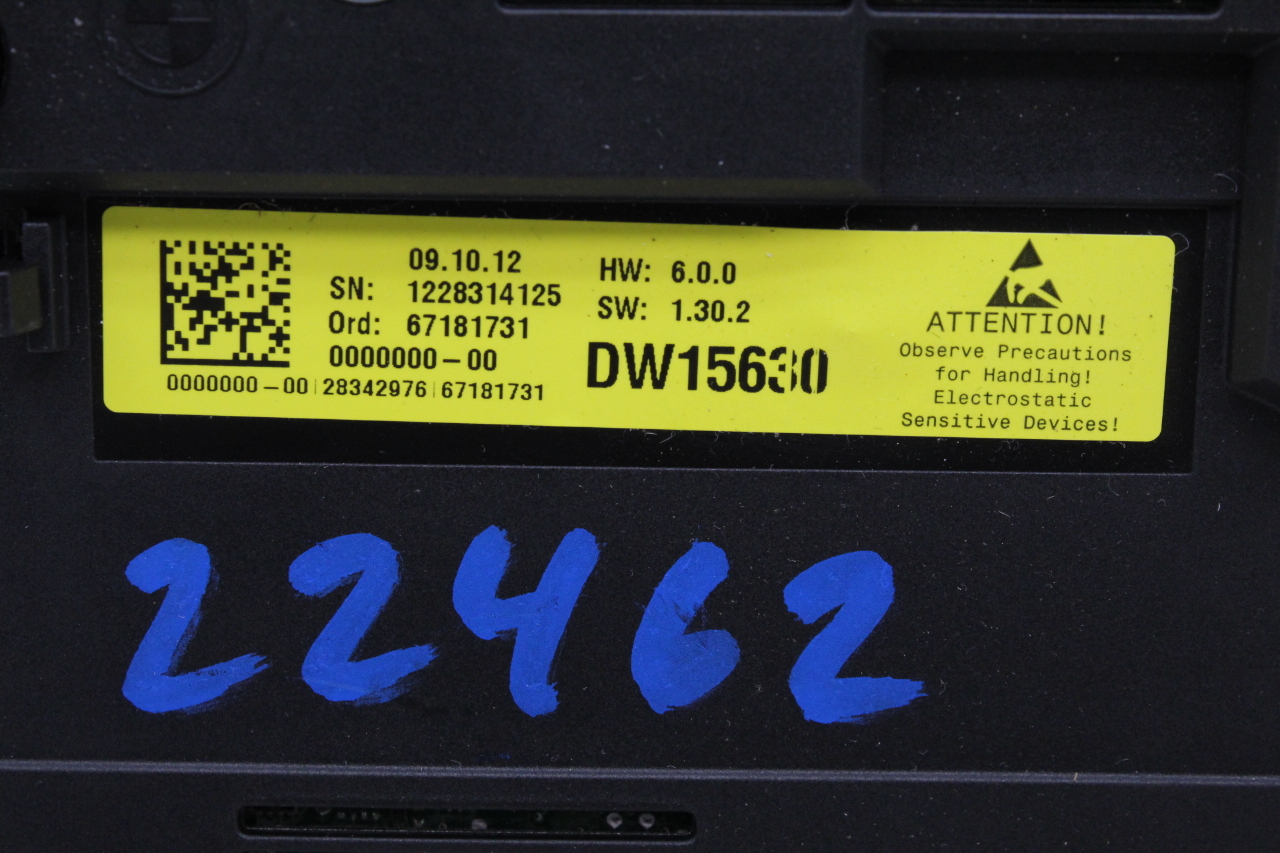 09.10.12
SN: 1228314125
Ord: 67181731
0000000-00
0000000-00|28342976|67181731
HW: 6.0.0
SW: 1.30.2
DW15630
ATTENTION!
Observe Precautions
for Handling!
Electrostatic
Sensitive Devices!
22462